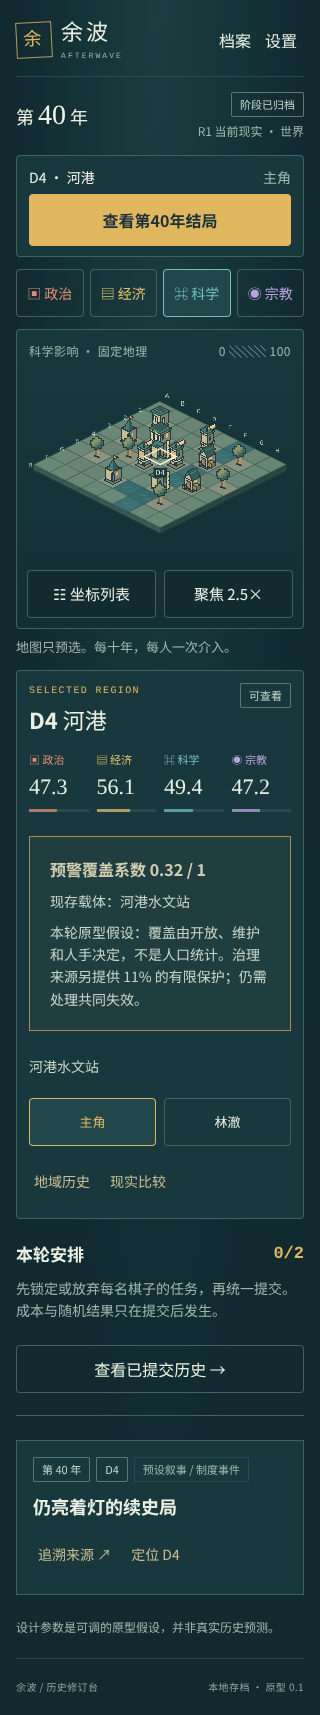 余
余波
AFTERWAVE
档案 设置
第 40 年
阶段已归档
R1 当前现实 · 世界
D4 · 河港 主角
查看第40年结局
政治 经济 科学 宗教
科学影响 · 固定地理 0 100
D4
坐标列表 聚焦 2.5×
地图只预选。每十年，每人一次介入。
SELECTED REGION
可查看
D4 河港
政治 经济 科学 宗教
47.3 56.1 49.4 47.2
预警覆盖系数 0.32 / 1
现存载体：河港水文站
本轮原型假设：覆盖由开放、维护
和人手决定，不是人口统计。治理
来源另提供 11% 的有限保护；仍需
处理共同失效。
河港水文站
主角 林澈
地域历史 现实比较
本轮安排 0/2
先锁定或放弃每名棋子的任务，再统一提交。
成本与随机结果只在提交后发生。
查看已提交历史 →
第 40 年 D4 预设叙事 / 制度事件
仍亮着灯的续史局
追溯来源 ↗ 定位 D4
设计参数是可调的原型假设，并非真实历史预测。
余波 / 历史修订台 本地存档 · 原型 0.1